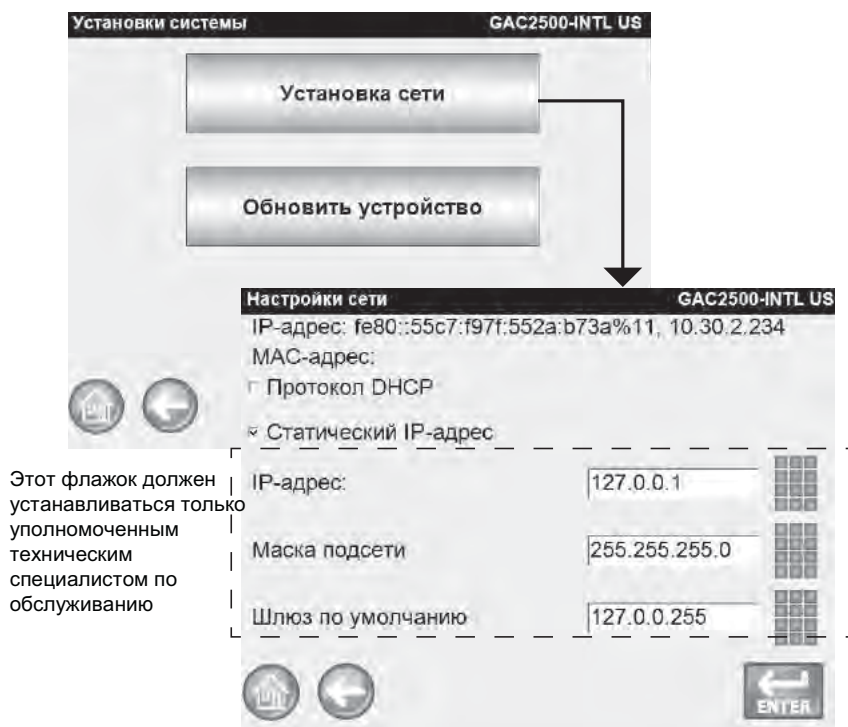 Установки системы GAC2500-INTL US
Установка сети
Обновить устройство
Настройки сети GAC2500-INTL US
IP-адрес: fe80::55c7:f97f:552a:b73a%11, 10.30.2.234
MAC-адрес:
Протокол DHCP
Статический IP-адрес
Этот флажок должен
устанавливаться только
уполномоченным
техническим
специалистом по
обслуживанию
IP-адрес: 127.0.0.1
Маска подсети 255.255.255.0
Шлюз по умолчанию 127.0.0.255
ENTER